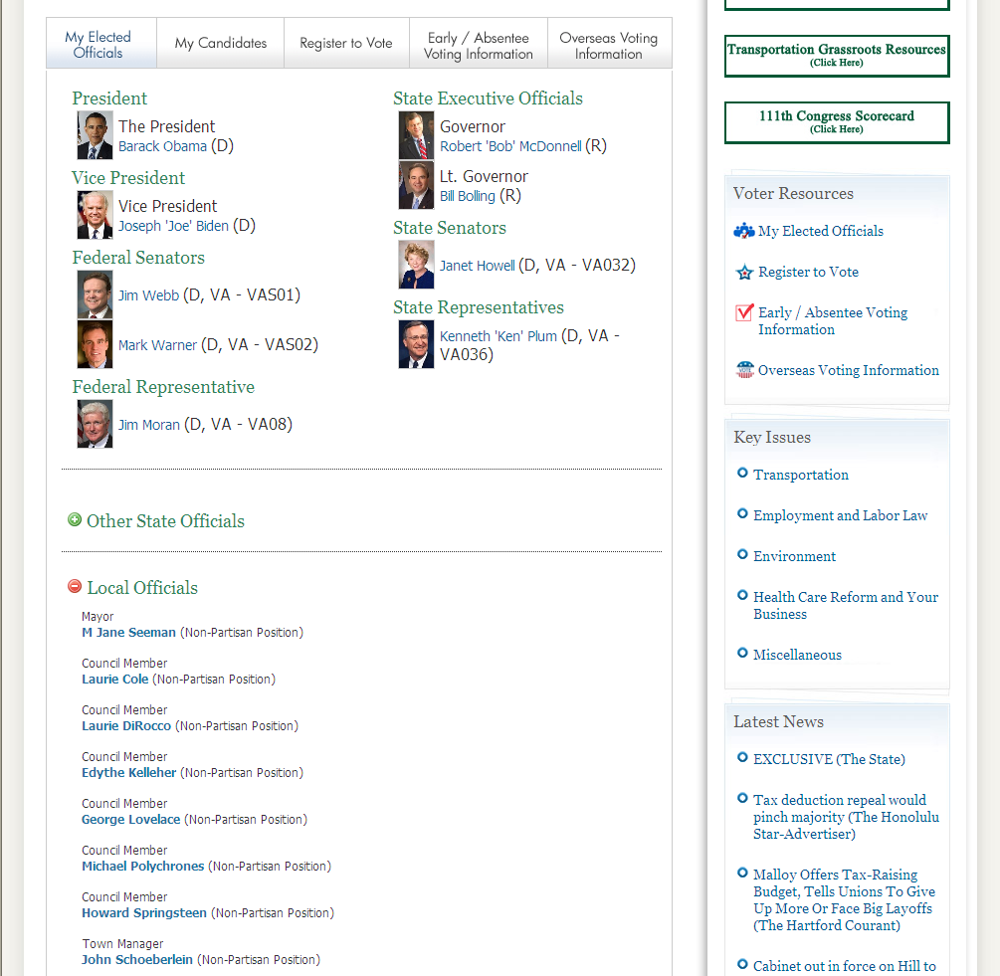 My Elected
Officials
My Candidates
Register to Vote
Early / Absentee
Voting Information
Overseas Voting
Information
President
The President
Barack Obama (D)
Vice President
Vice President
Joseph 'Joe' Biden (D)
Federal Senators
Jim Webb (D, VA - VAS01)
Mark Warner (D, VA - VAS02)
Federal Representative
Jim Moran (D, VA - VA08)
State Executive Officials
Governor
Robert 'Bob' McDonnell (R)
Lt. Governor
Bill Bolling (R)
State Senators
Janet Howell (D, VA - VA032)
State Representatives
Kenneth 'Ken' Plum (D, VA -
VA036)
Other State Officials
Local Officials
Mayor
M Jane Seeman (Non-Partisan Position)
Council Member
Laurie Cole (Non-Partisan Position)
Council Member
Laurie DiRocco (Non-Partisan Position)
Council Member
Edythe Kelleher (Non-Partisan Position)
Council Member
George Lovelace (Non-Partisan Position)
Council Member
Michael Polychrones (Non-Partisan Position)
Council Member
Howard Springsteen (Non-Partisan Position)
Town Manager
John Schoeberlein (Non-Partisan Position)
Transportation Grassroots Resources
(Click Here)
111th Congress Scorecard
(Click Here)
Voter Resources
My Elected Officials
Register to Vote
Early / Absentee Voting
Information
Overseas Voting Information
Key Issues
Transportation
Employment and Labor Law
Environment
Health Care Reform and Your
Business
Miscellaneous
Latest News
EXCLUSIVE (The State)
Tax deduction repeal would
pinch majority (The Honolulu
Star-Advertiser)
Malloy Offers Tax-Raising
Budget, Tells Unions To Give
Up More Or Face Big Layoffs
(The Hartford Courant)
Cabinet out in force on Hill to